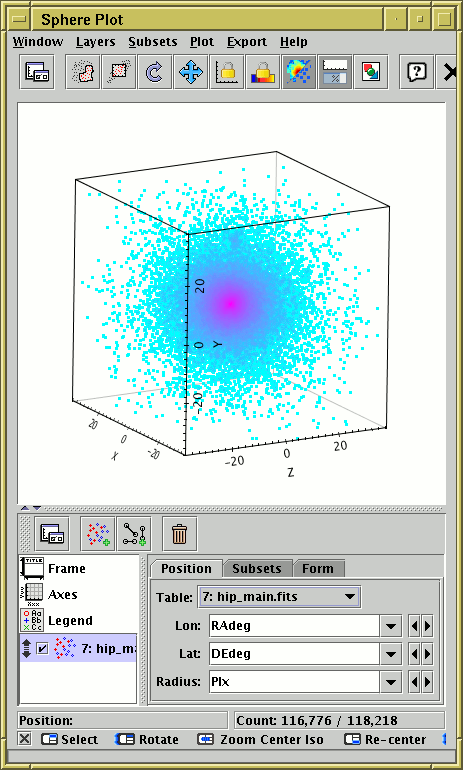 Sphere Plot
Window Layers Subsets Plot Export Help
20
0
Y
-20
20
0
-20
X
-20
0
20
Z
Frame
Axes
Legend
7: hip_m
Position Subsets Form
Table: 7: hip_main.fits
Lon: RAdeg
Lat: DEdeg
Radius: Plx
Position: Count: 116,776 / 118,218
Select Rotate Zoom Center Iso Re-center